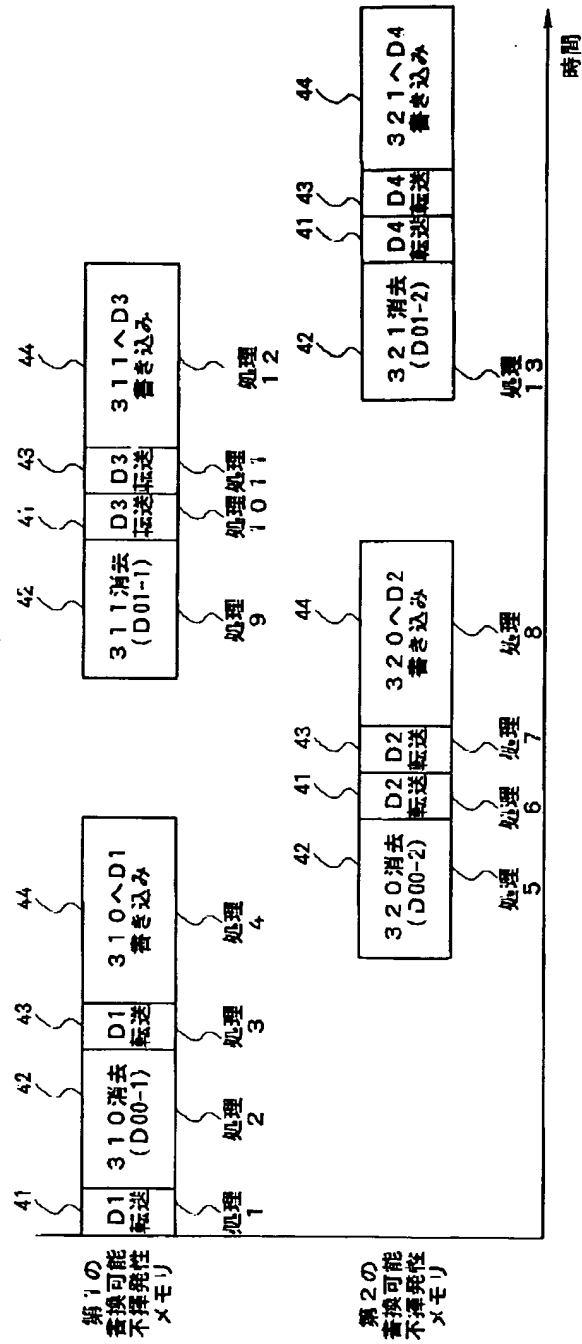 第1の
書換可能
不揮発性
メモリ
41
42
43
44
D1
転送
310消去
(D00-1)
D1
転送
310へD1
書き込み
処理
1
処理
2
処理
3
処理
4
42
41
43
44
311消去
(D01-1)
D3
転送
D3
転送
311へD3
書き込み
処理
9
処理
10
処理
11
処理
12
第2の
書換可能
不揮発性
メモリ
42
41
43
44
320消去
(D00-2)
D2
転送
D2
転送
320へD2
書き込み
処理
5
処理
6
処理
7
処理
8
42
41
43
44
321消去
(D01-2)
D4
転送
D4
転送
321へD4
書き込み
処理
13
時間